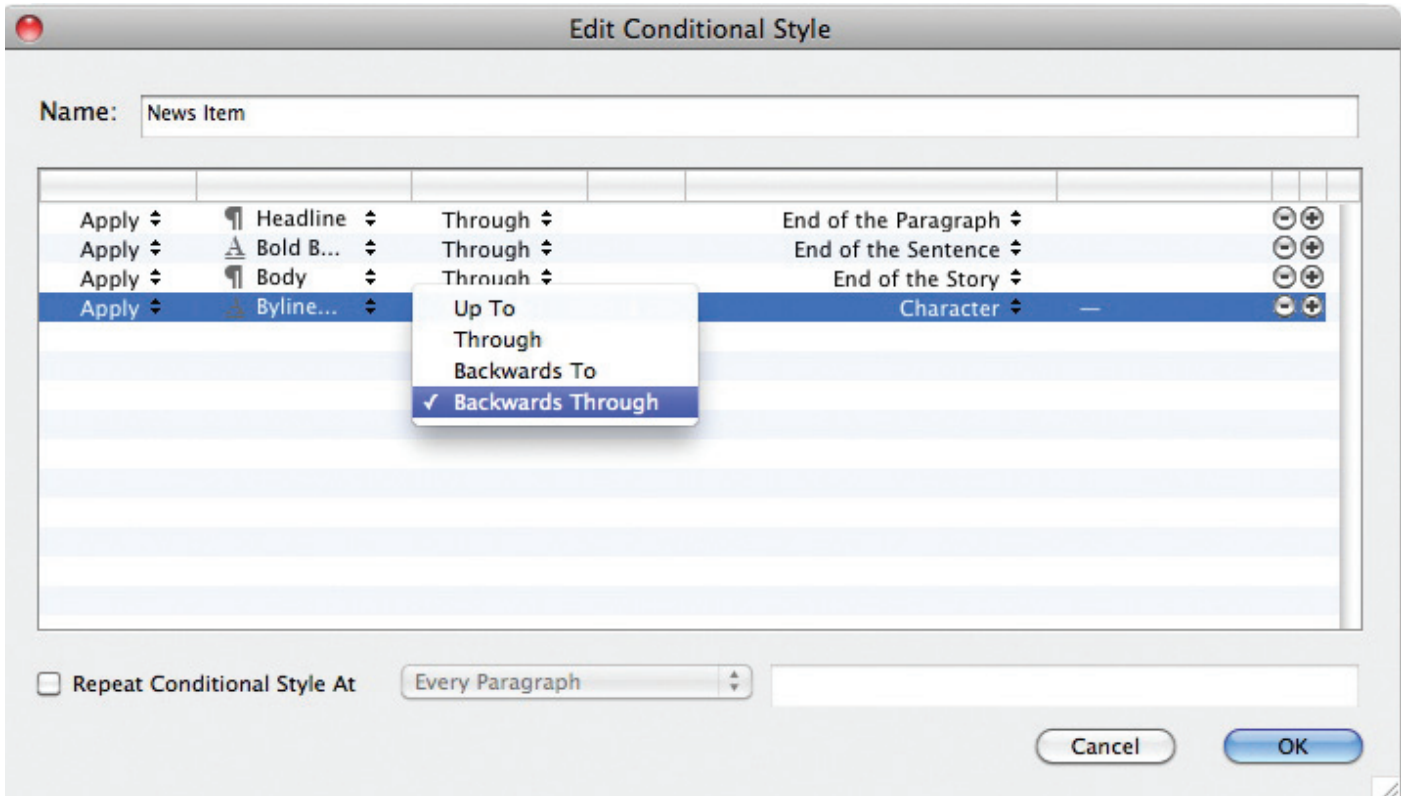 Edit Conditional Style
Name: News Item
Apply ¶ Headline Through End of the Paragraph
Apply A Bold B... Through End of the Sentence
Apply ¶ Body Through End of the Story
Apply A Byline... Character —
Up To
Through
Backwards To
✓ Backwards Through
Repeat Conditional Style At Every Paragraph
Cancel OK